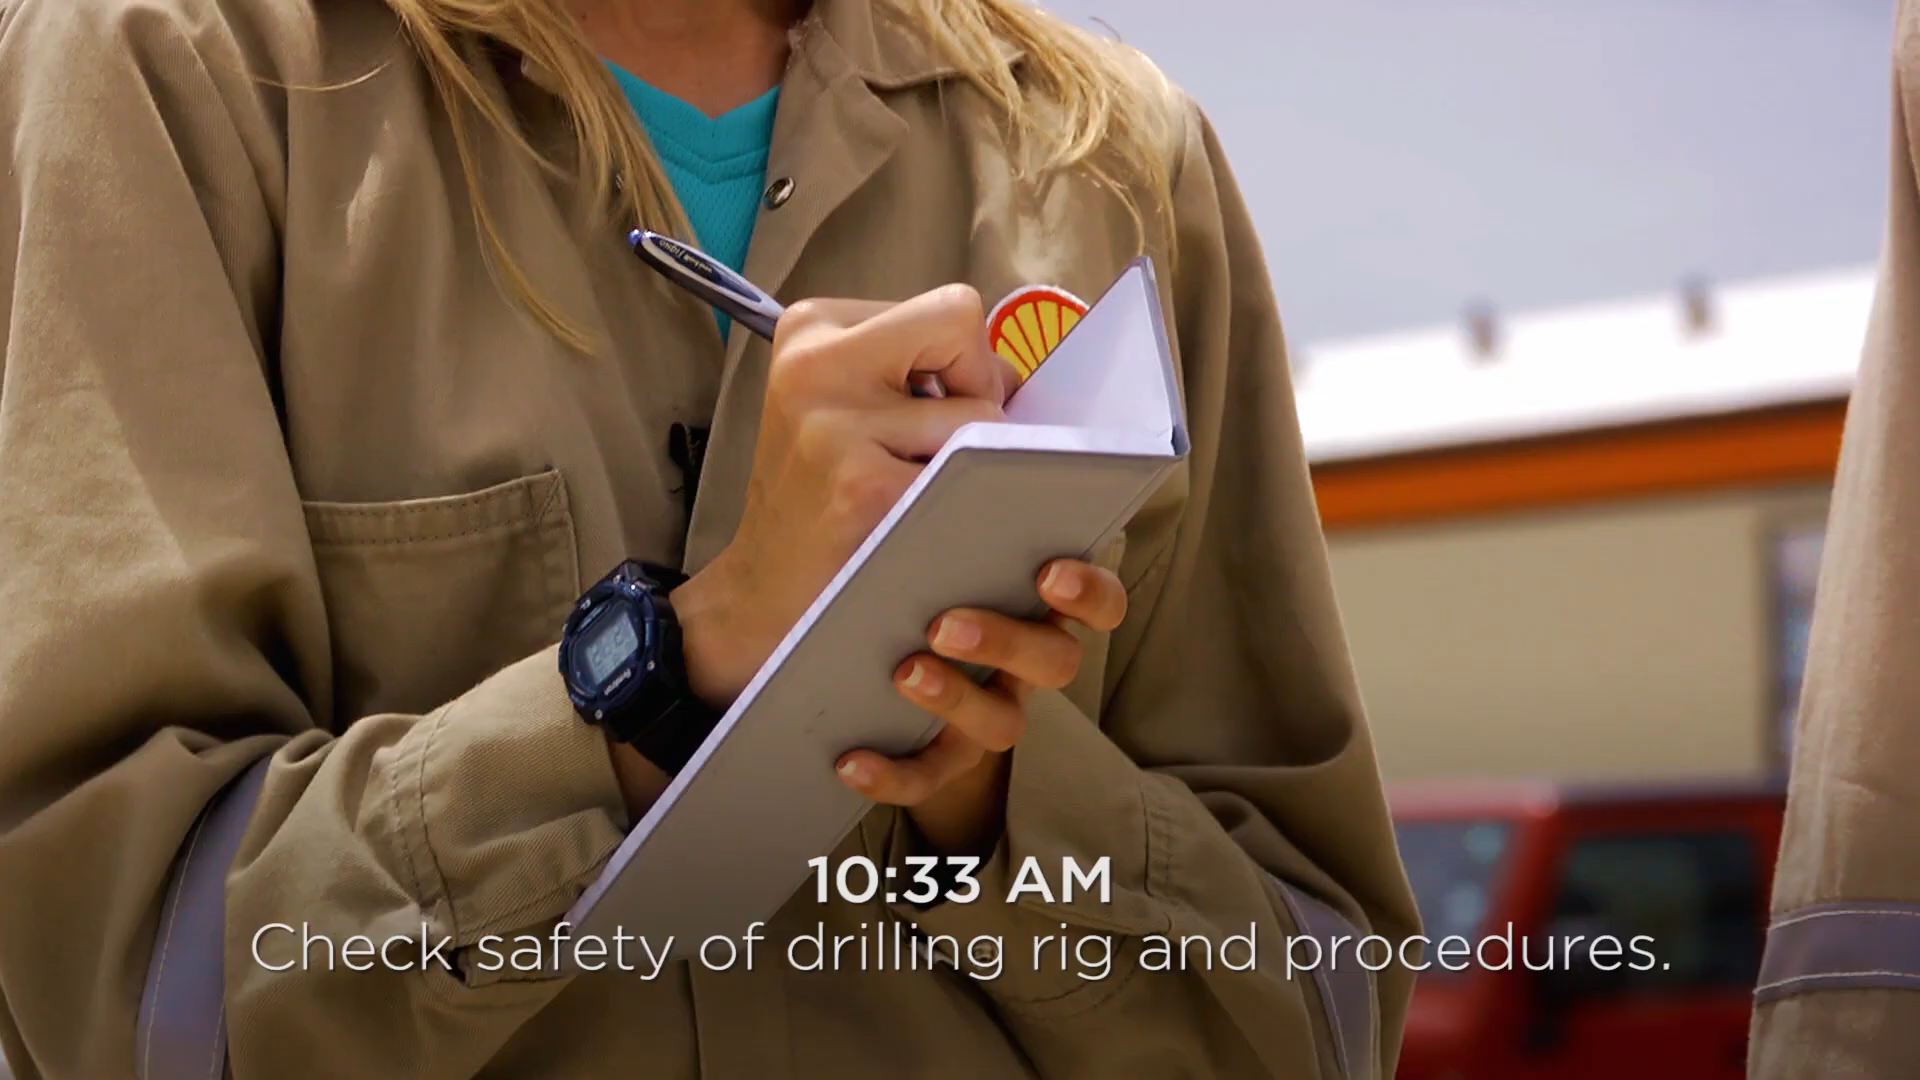 10:33 AM
Check safety of drilling rig and procedures.